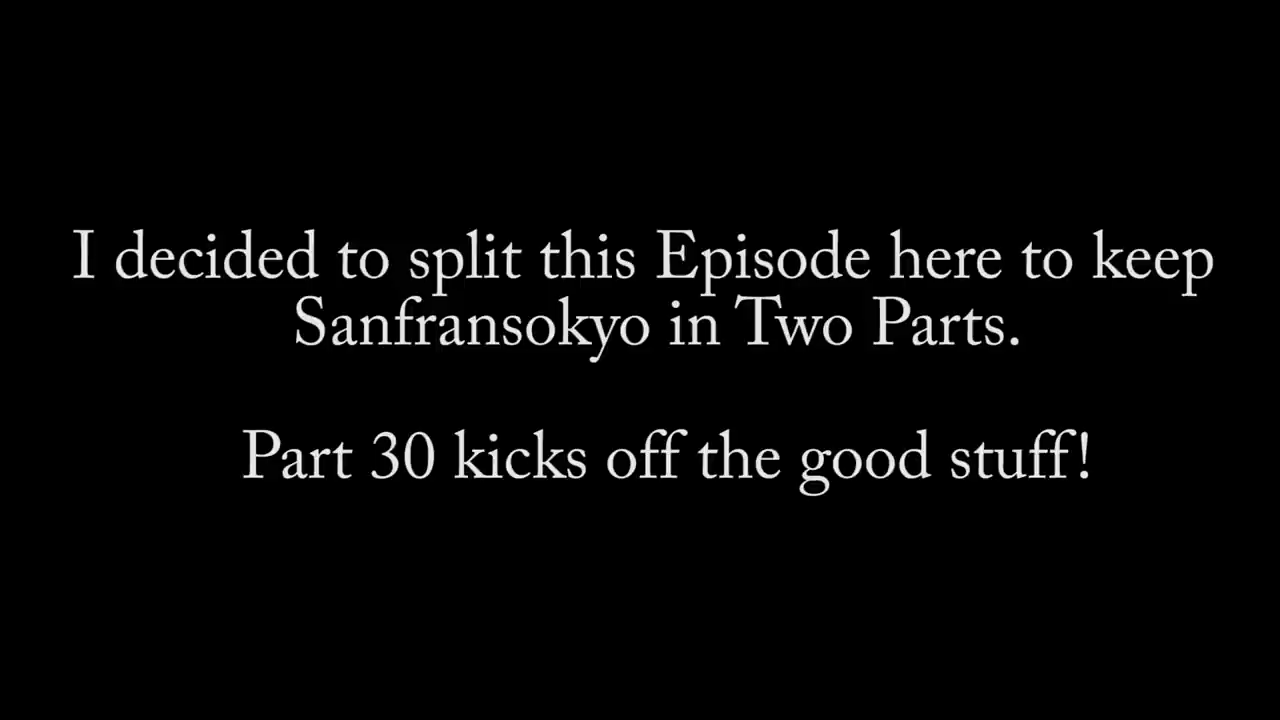 I decided to split this Episode here to keep
Sanfransokyo in Two Parts.
Part 30 kicks off the good stuff!